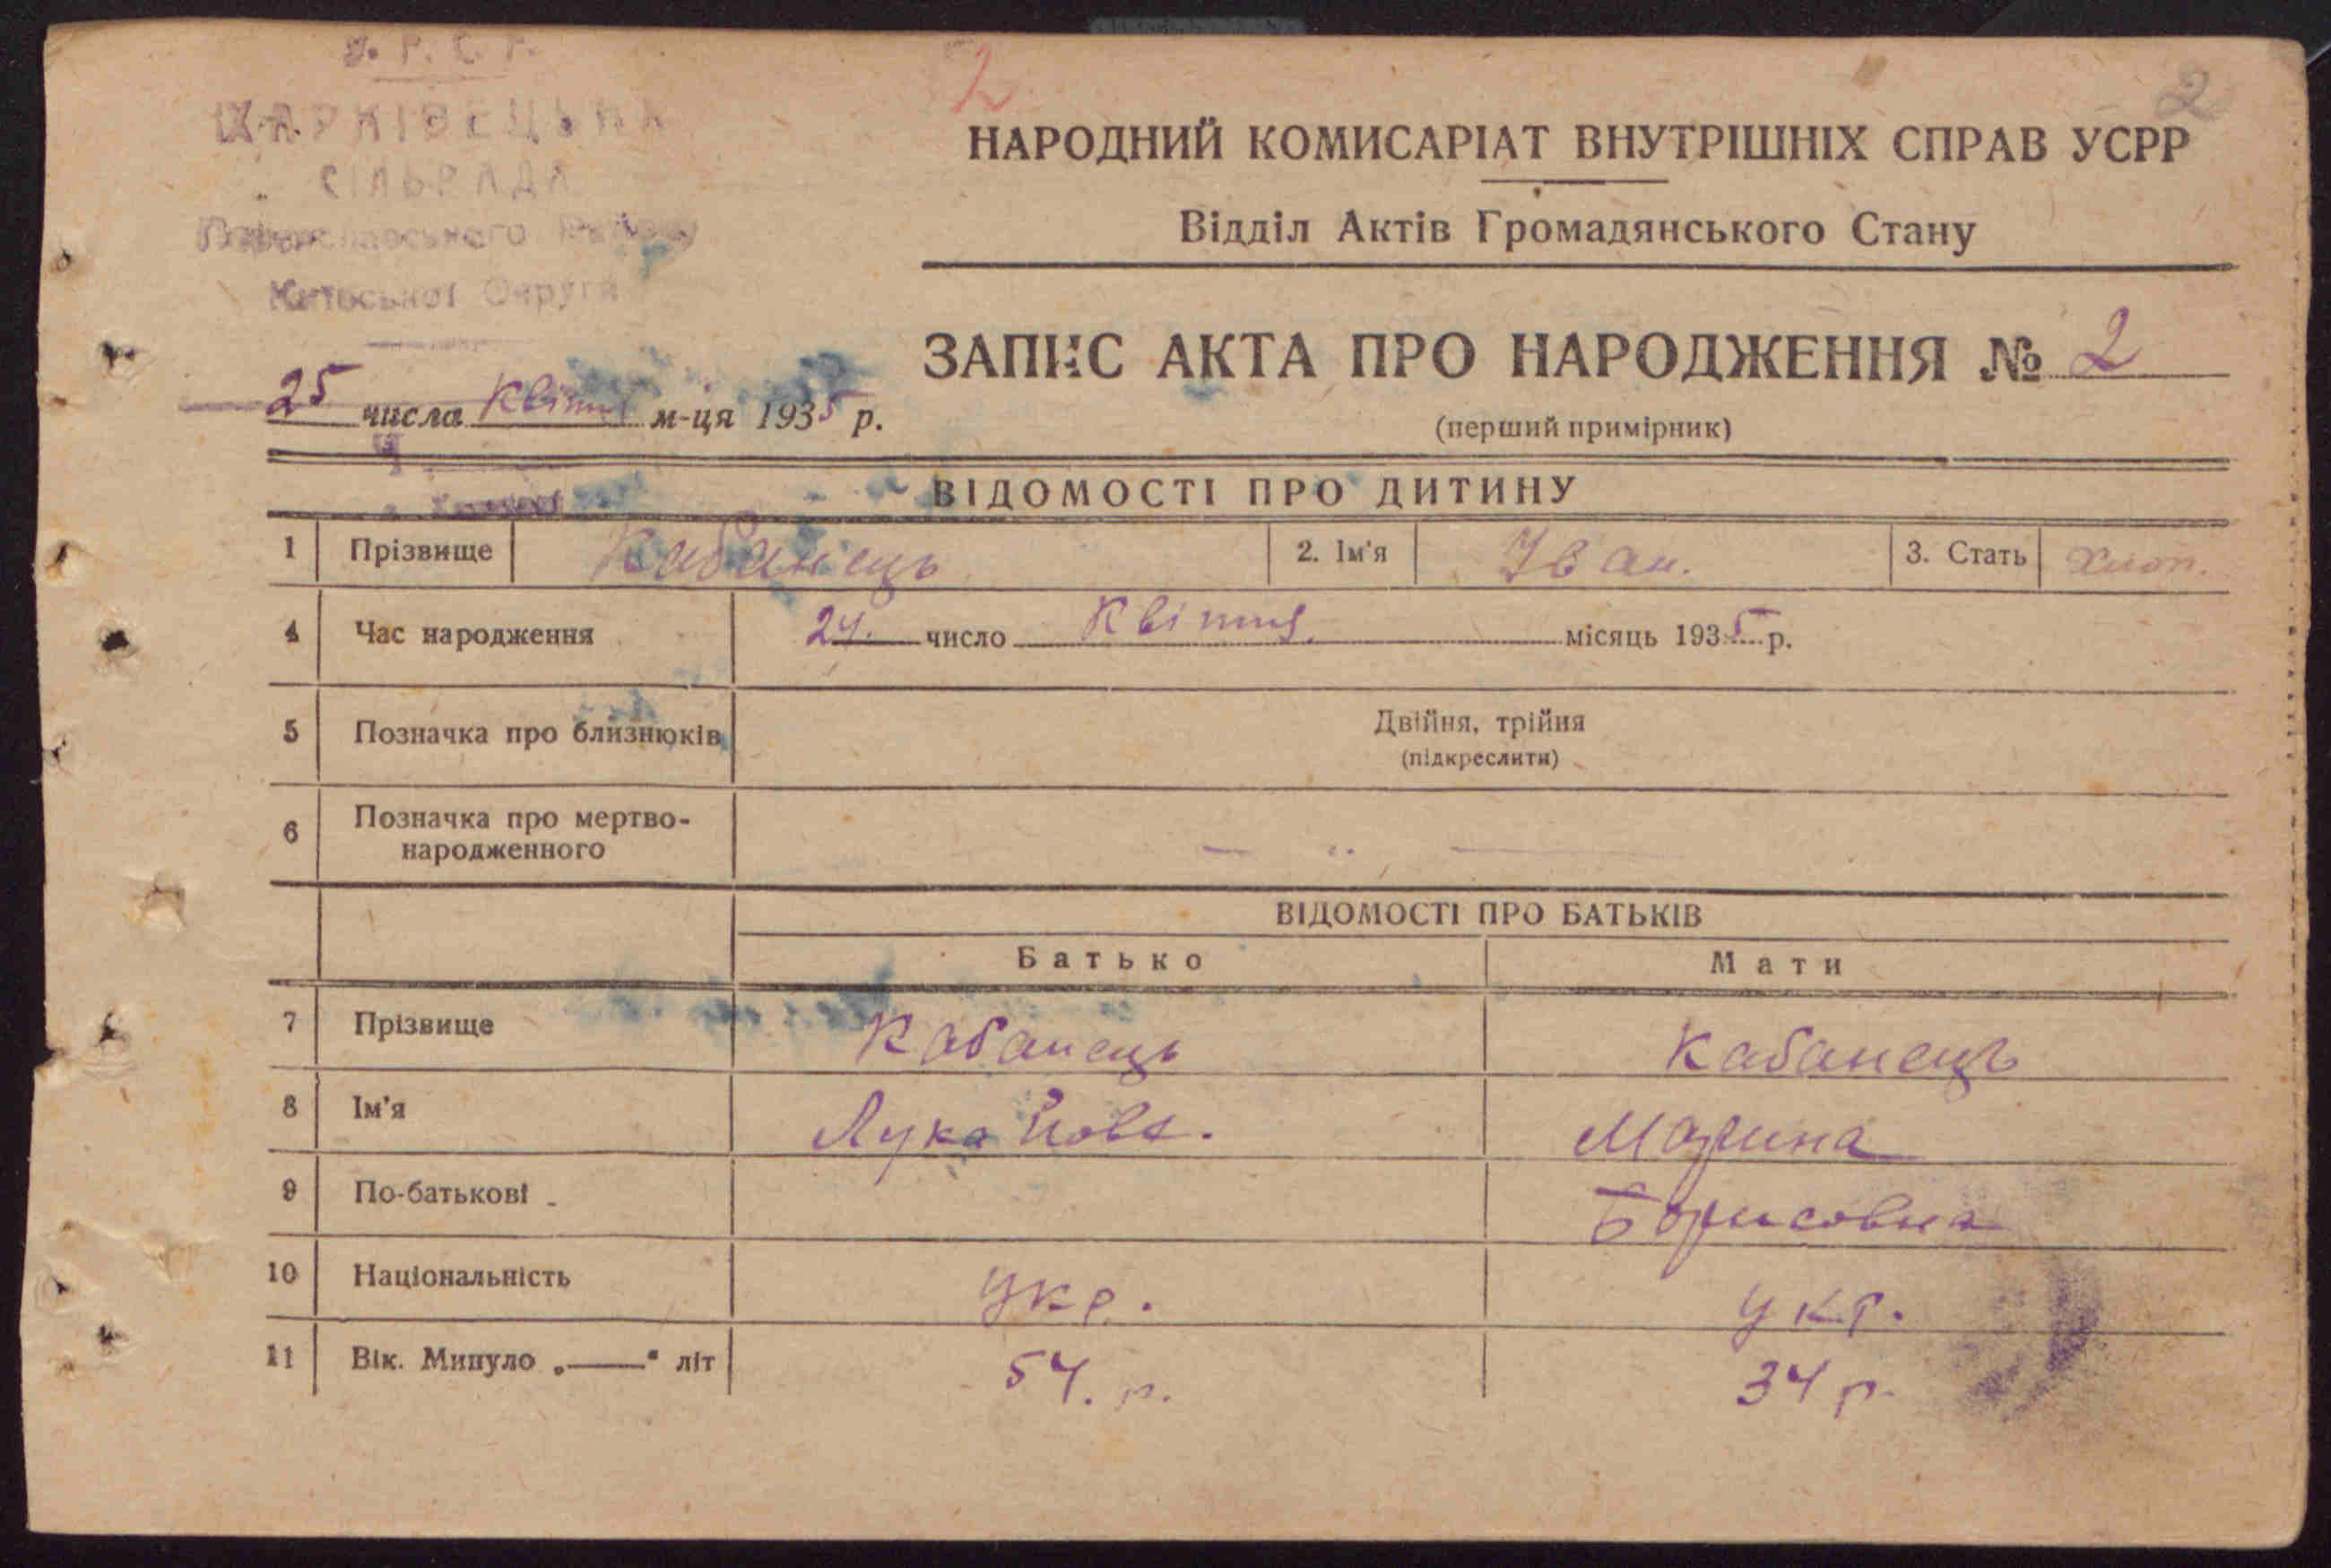 У. Р. С. Р.
2
2
ХАРКІВЕЦЬКА
СІЛЬРАДА
Району
Київської Округи
НАРОДНИЙ КОМИСАРІАТ ВНУТРІШНІХ СПРАВ УСРР
Відділ Актів Громадянського Стану
ЗАПИС АКТА ПРО НАРОДЖЕННЯ № 2
(перший примірник)
25 числа Квітня м-ця 1935 р.
ВІДОМОСТІ ПРО ДИТИНУ
1 Прізвище Кабанець 2. Ім'я Іван. 3. Стать Хлоп.
4 Час народження 24. число Квітня. місяць 1935 р.
5 Позначка про близнюків Двійня, трійня
(підкреслити)
6 Позначка про мертво-
народженного
ВІДОМОСТІ ПРО БАТЬКІВ
Батько Мати
7 Прізвище Кабанець Кабанець
8 Ім'я Лука Йовх. Марина
9 По-батькові Борисовна
10 Національність Укр. Укр.
11 Вік. Минуло „——“ літ 54. р. 34 р.